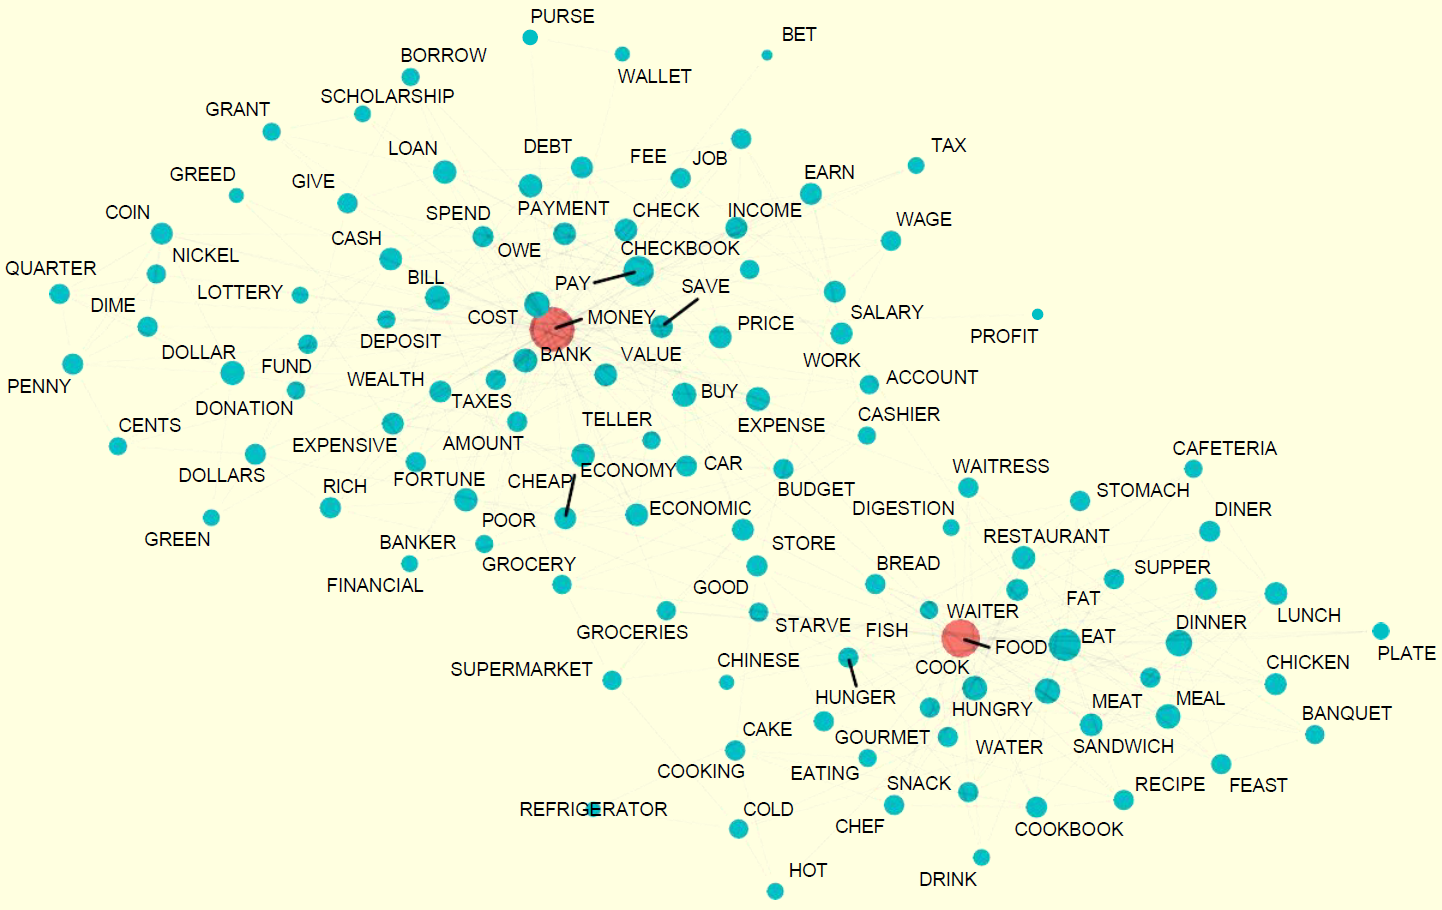 PURSE
BET
BORROW
WALLET
SCHOLARSHIP
GRANT
TAX
DEBT
LOAN
FEE
JOB
EARN
GREED
GIVE
COIN
SPEND
PAYMENT
CHECK
INCOME
WAGE
CASH
OWE
CHECKBOOK
NICKEL
QUARTER
BILL
PAY
SAVE
LOTTERY
DIME
COST
MONEY
PRICE
SALARY
PROFIT
DEPOSIT
DOLLAR
FUND
BANK
VALUE
WORK
PENNY
WEALTH
ACCOUNT
BUY
TAXES
DONATION
CASHIER
CENTS
TELLER
EXPENSE
EXPENSIVE
AMOUNT
CAFETERIA
DOLLARS
ECONOMY
CAR
WAITRESS
RICH
FORTUNE
CHEAP
BUDGET
STOMACH
DIGESTION
DINER
ECONOMIC
POOR
GREEN
BANKER
STORE
RESTAURANT
GROCERY
BREAD
SUPPER
FINANCIAL
GOOD
FAT
WAITER
LUNCH
GROCERIES
STARVE
FISH
DINNER
EAT
FOOD
PLATE
SUPERMARKET
CHINESE
COOK
CHICKEN
HUNGER
MEAT
MEAL
HUNGRY
BANQUET
CAKE
GOURMET
WATER
SANDWICH
COOKING
EATING
SNACK
RECIPE
FEAST
REFRIGERATOR
COLD
CHEF
COOKBOOK
HOT
DRINK